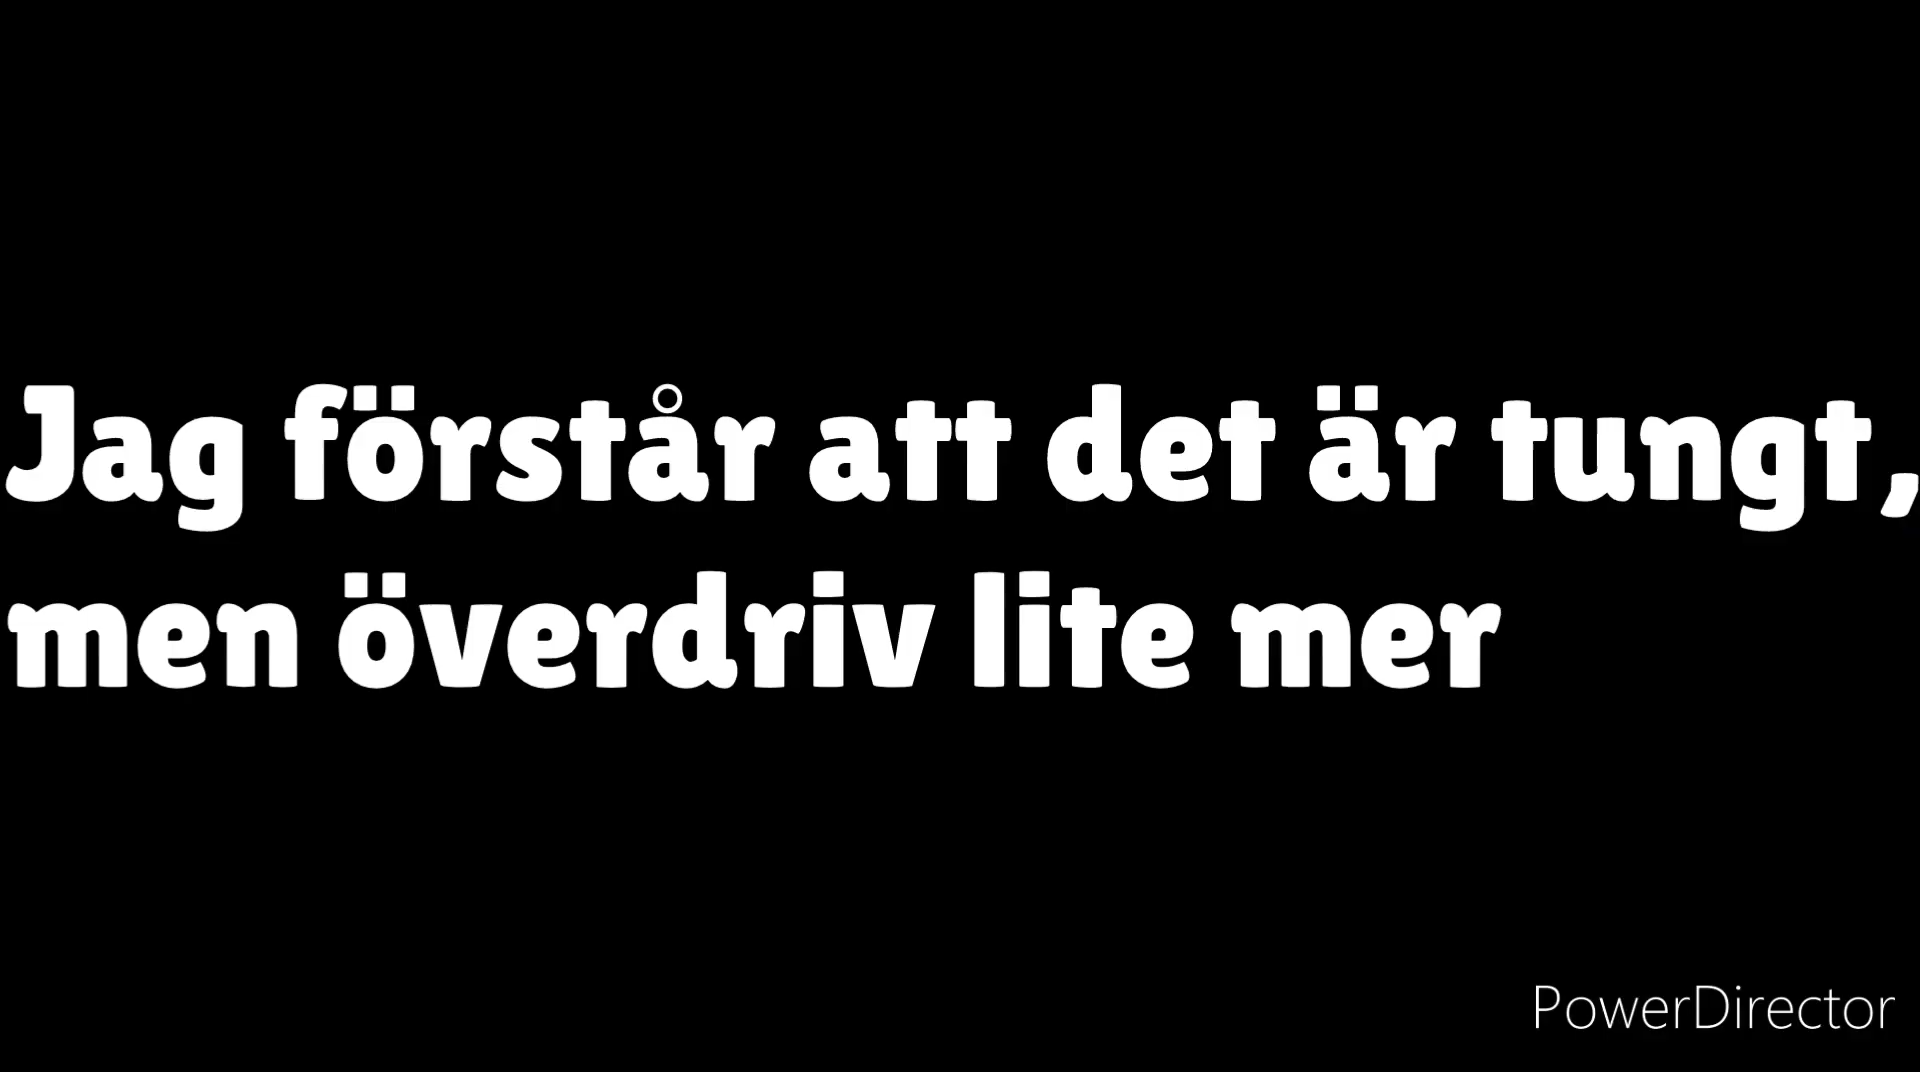 Jag förstår att det är tungt,
men överdriv lite mer
PowerDirector